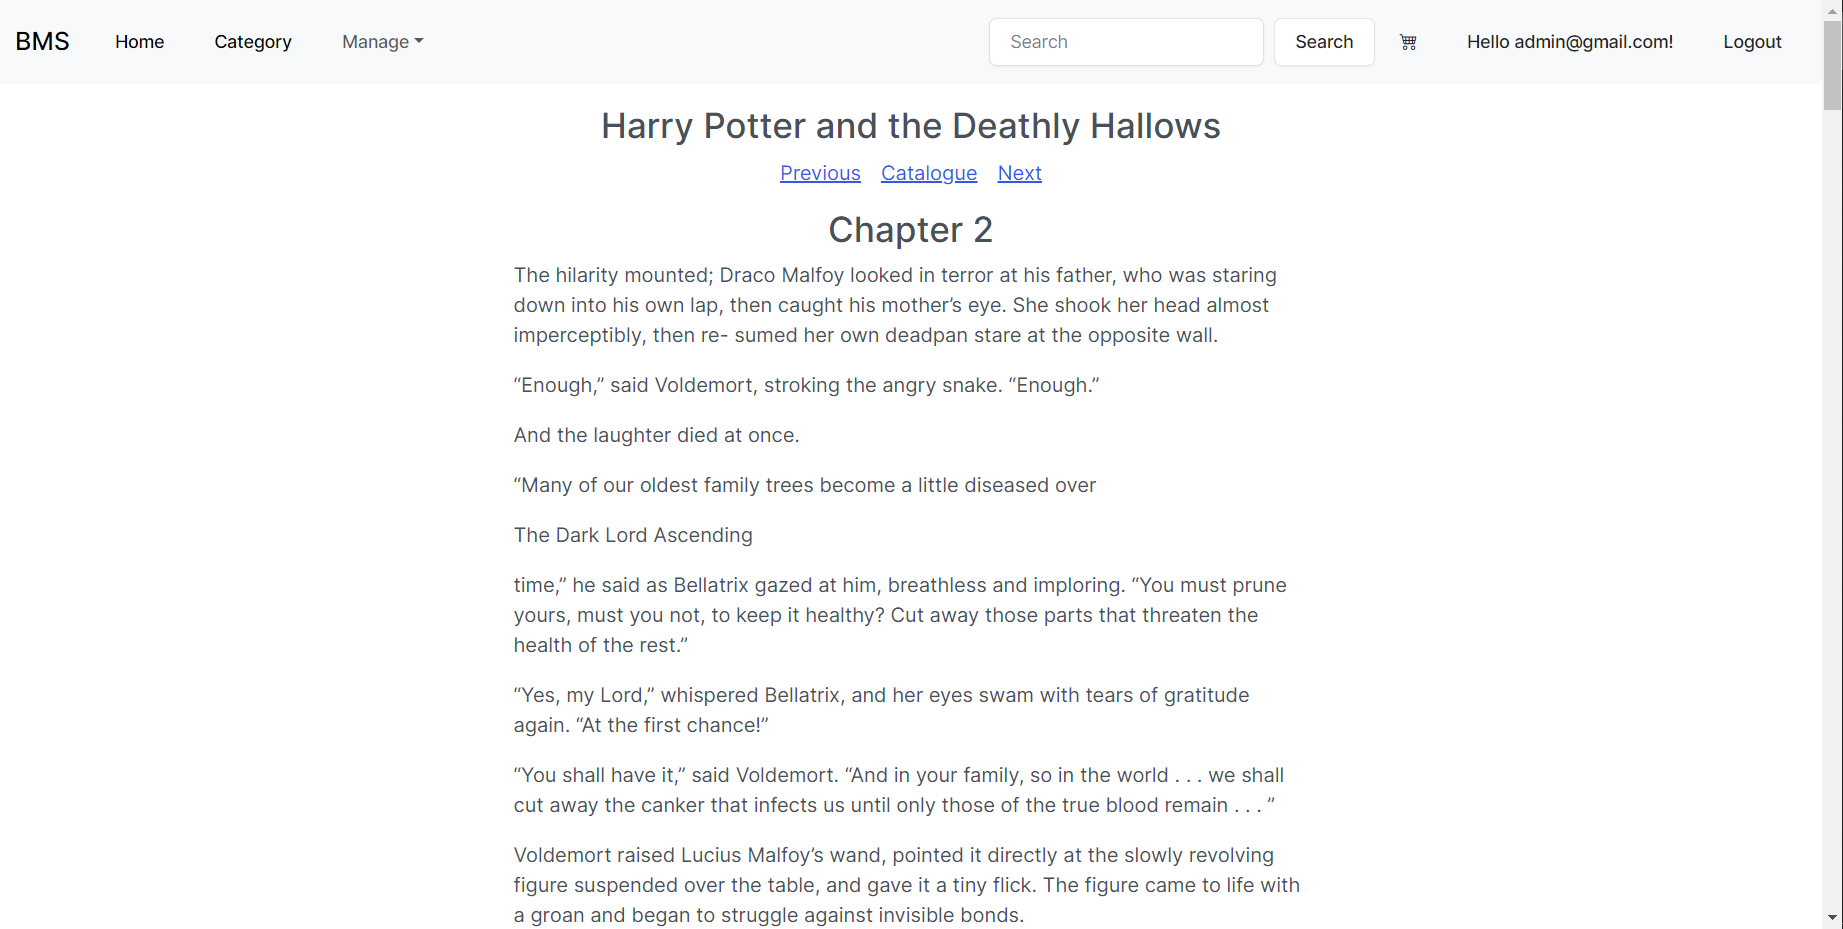 BMS Home Category Manage Search Search Hello admin@gmail.com! Logout
Harry Potter and the Deathly Hallows
Previous Catalogue Next
Chapter 2
The hilarity mounted; Draco Malfoy looked in terror at his father, who was staring
down into his own lap, then caught his mother’s eye. She shook her head almost
imperceptibly, then re- sumed her own deadpan stare at the opposite wall.
“Enough,” said Voldemort, stroking the angry snake. “Enough.”
And the laughter died at once.
“Many of our oldest family trees become a little diseased over
The Dark Lord Ascending
time,” he said as Bellatrix gazed at him, breathless and imploring. “You must prune
yours, must you not, to keep it healthy? Cut away those parts that threaten the
health of the rest.”
“Yes, my Lord,” whispered Bellatrix, and her eyes swam with tears of gratitude
again. “At the first chance!”
“You shall have it,” said Voldemort. “And in your family, so in the world . . . we shall
cut away the canker that infects us until only those of the true blood remain . . . ”
Voldemort raised Lucius Malfoy’s wand, pointed it directly at the slowly revolving
figure suspended over the table, and gave it a tiny flick. The figure came to life with
a groan and began to struggle against invisible bonds.